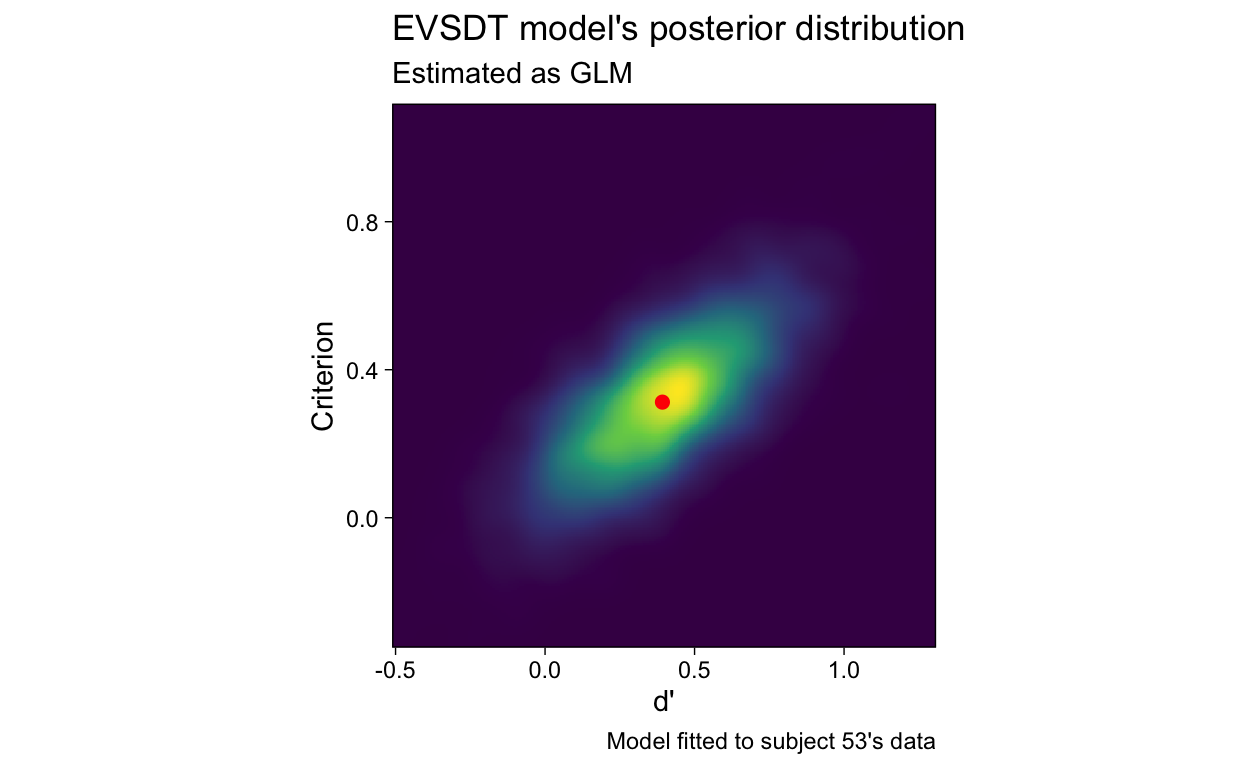 EVSDT model's posterior distribution
Estimated as GLM
0.8
0.4
0.0
Criterion
-0.5 0.0 0.5 1.0
d'
Model fitted to subject 53's data